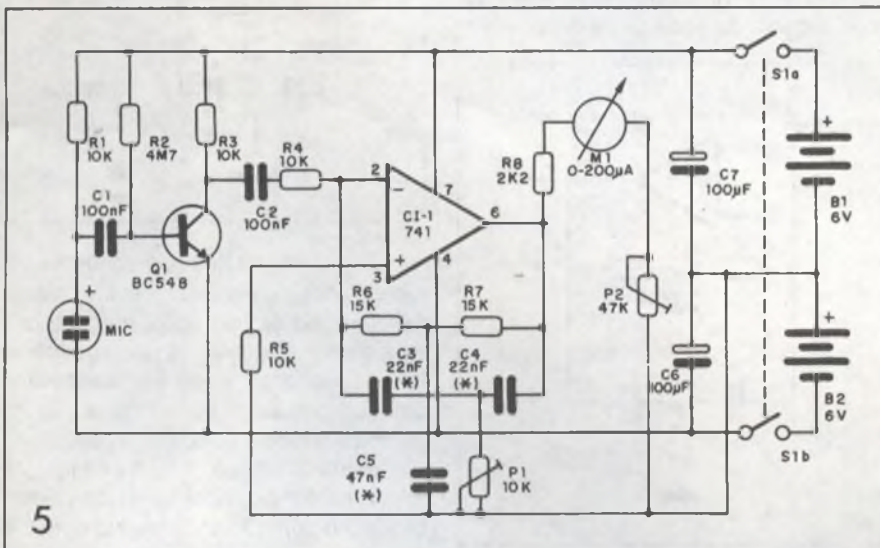 S1a
R1
10K
R2
4M7
R3
10K
R4
10K
C1
100nF
C2
100nF
Q1
BC548
MIC
+
2
-
7
CI-1
741
6
+
3
4
R8
2K2
M1
0-200µA
C7
100µF
+
B1
6V
R6
15K
R7
15K
P2
47K
R5
10K
C3
22nF
(*)
C4
22nF
(*)
C6
100µF
+
B2
6V
S1b
C5
47nF
(*)
P1
10K
5